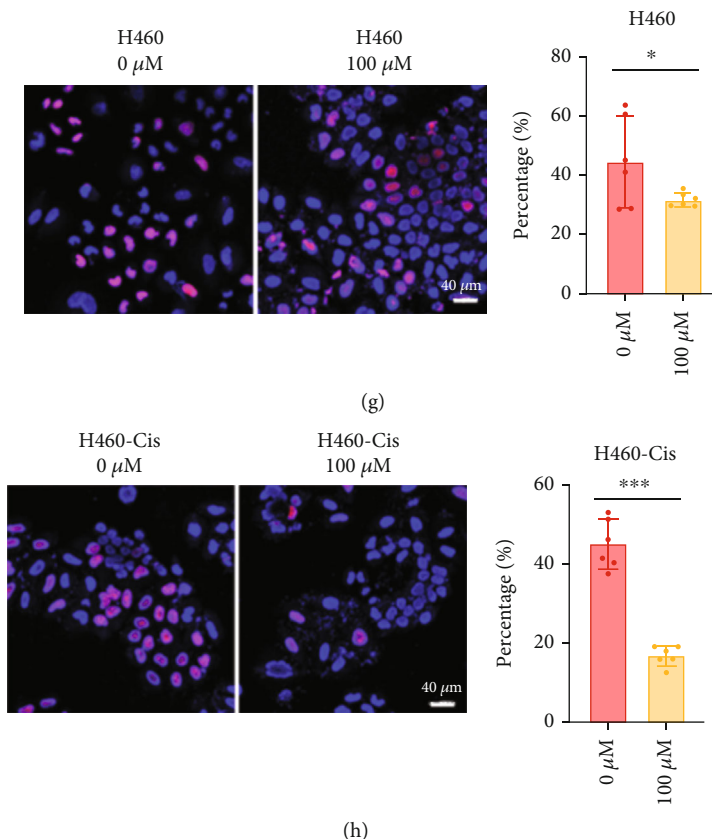 H460
0 μM
H460
100 μM
40 μm
H460
*
Percentage (%)
80
60
40
20
0
0 μM
100 μM
(g)
H460-Cis
0 μM
H460-Cis
100 μM
40 μm
H460-Cis
***
Percentage (%)
60
40
20
0
0 μM
100 μM
(h)